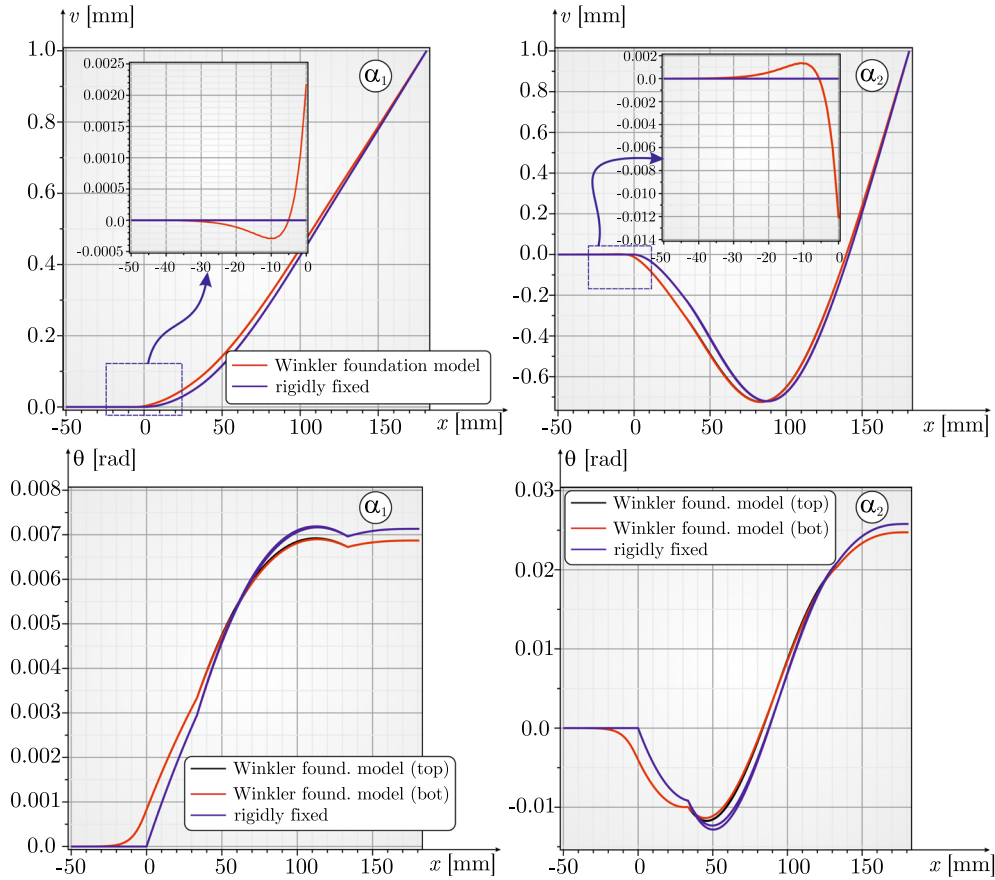 v [mm]
1.0
0.8
0.6
0.4
0.2
0.0
α1
0.0025
0.0020
0.0015
0.0010
0.0005
0.0
-0.0005
-50 -40 -30 -20 -10 0
Winkler foundation model
rigidly fixed
-50 0 50 100 150 x [mm]
v [mm]
1.0
0.8
0.6
0.4
0.2
0.0
-0.2
-0.4
-0.6
α2
0.002
0.000
-0.002
-0.004
-0.006
-0.008
-0.010
-0.012
-0.014
-50 -40 -30 -20 -10 0
-50 0 50 100 150 x [mm]
θ [rad]
0.008
0.007
0.006
0.005
0.004
0.003
0.002
0.001
0.0
α1
Winkler found. model (top)
Winkler found. model (bot)
rigidly fixed
-50 0 50 100 150 x [mm]
θ [rad]
0.03
0.02
0.01
0.0
-0.01
Winkler found. model (top)
Winkler found. model (bot)
rigidly fixed
α2
-50 0 50 100 150 x [mm]